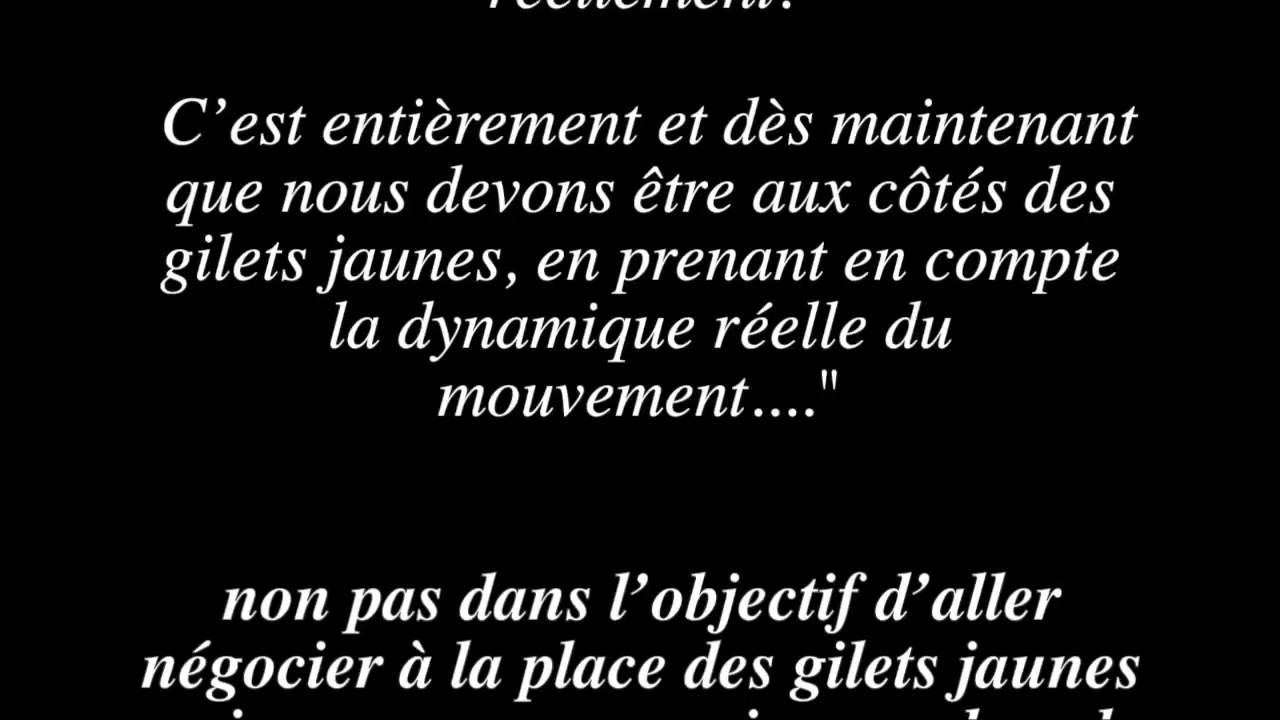 réellement.
C’est entièrement et dès maintenant
que nous devons être aux côtés des
gilets jaunes, en prenant en compte
la dynamique réelle du
mouvement...."
non pas dans l’objectif d’aller
négocier à la place des gilets jaunes